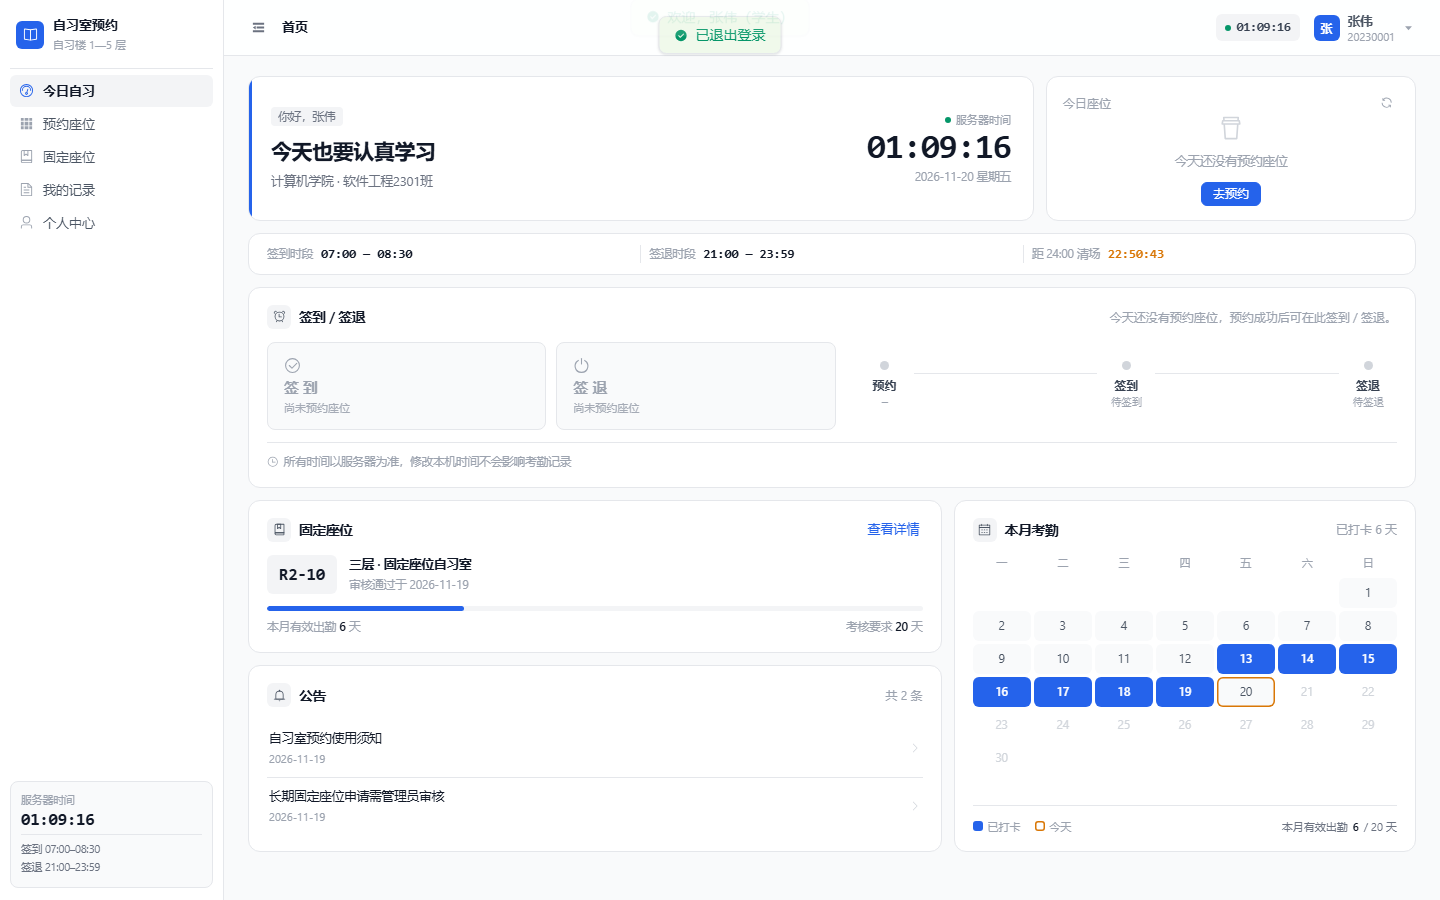 自习室预约
自习楼 1—5 层
今日自习
预约座位
固定座位
我的记录
个人中心
服务器时间
01:09:16
签到 07:00–08:30
签退 21:00–23:59
首页
欢迎，张伟（学生）
已退出登录
01:09:16
张
张伟
20230001
你好，张伟
今天也要认真学习
计算机学院 · 软件工程2301班
服务器时间
01:09:16
2026-11-20 星期五
今日座位
今天还没有预约座位
去预约
签到时段 07:00 — 08:30
签退时段 21:00 — 23:59
距 24:00 清场 22:50:43
签到 / 签退
今天还没有预约座位，预约成功后可在此签到 / 签退。
签 到
尚未预约座位
签 退
尚未预约座位
预约
–
签到
待签到
签退
待签退
所有时间以服务器为准，修改本机时间不会影响考勤记录
固定座位
查看详情
R2-10
三层 · 固定座位自习室
审核通过于 2026-11-19
本月有效出勤 6 天
考核要求 20 天
公告
共 2 条
自习室预约使用须知
2026-11-19
长期固定座位申请需管理员审核
2026-11-19
本月考勤
已打卡 6 天
一 二 三 四 五 六 日
1
2 3 4 5 6 7 8
9 10 11 12 13 14 15
16 17 18 19 20 21 22
23 24 25 26 27 28 29
30
已打卡 今天
本月有效出勤 6 / 20 天